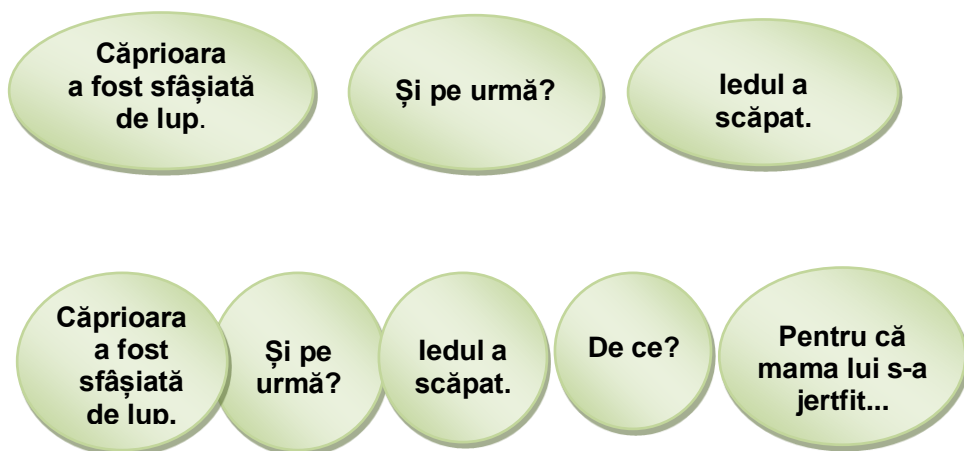 Căprioara
a fost sfâșiată
de lup.
Și pe urmă?
Iedul a
scăpat.
Căprioara
a fost
sfâșiată
de lup.
Și pe
urmă?
Iedul a
scăpat.
De ce?
Pentru că
mama lui s-a
jertfit...